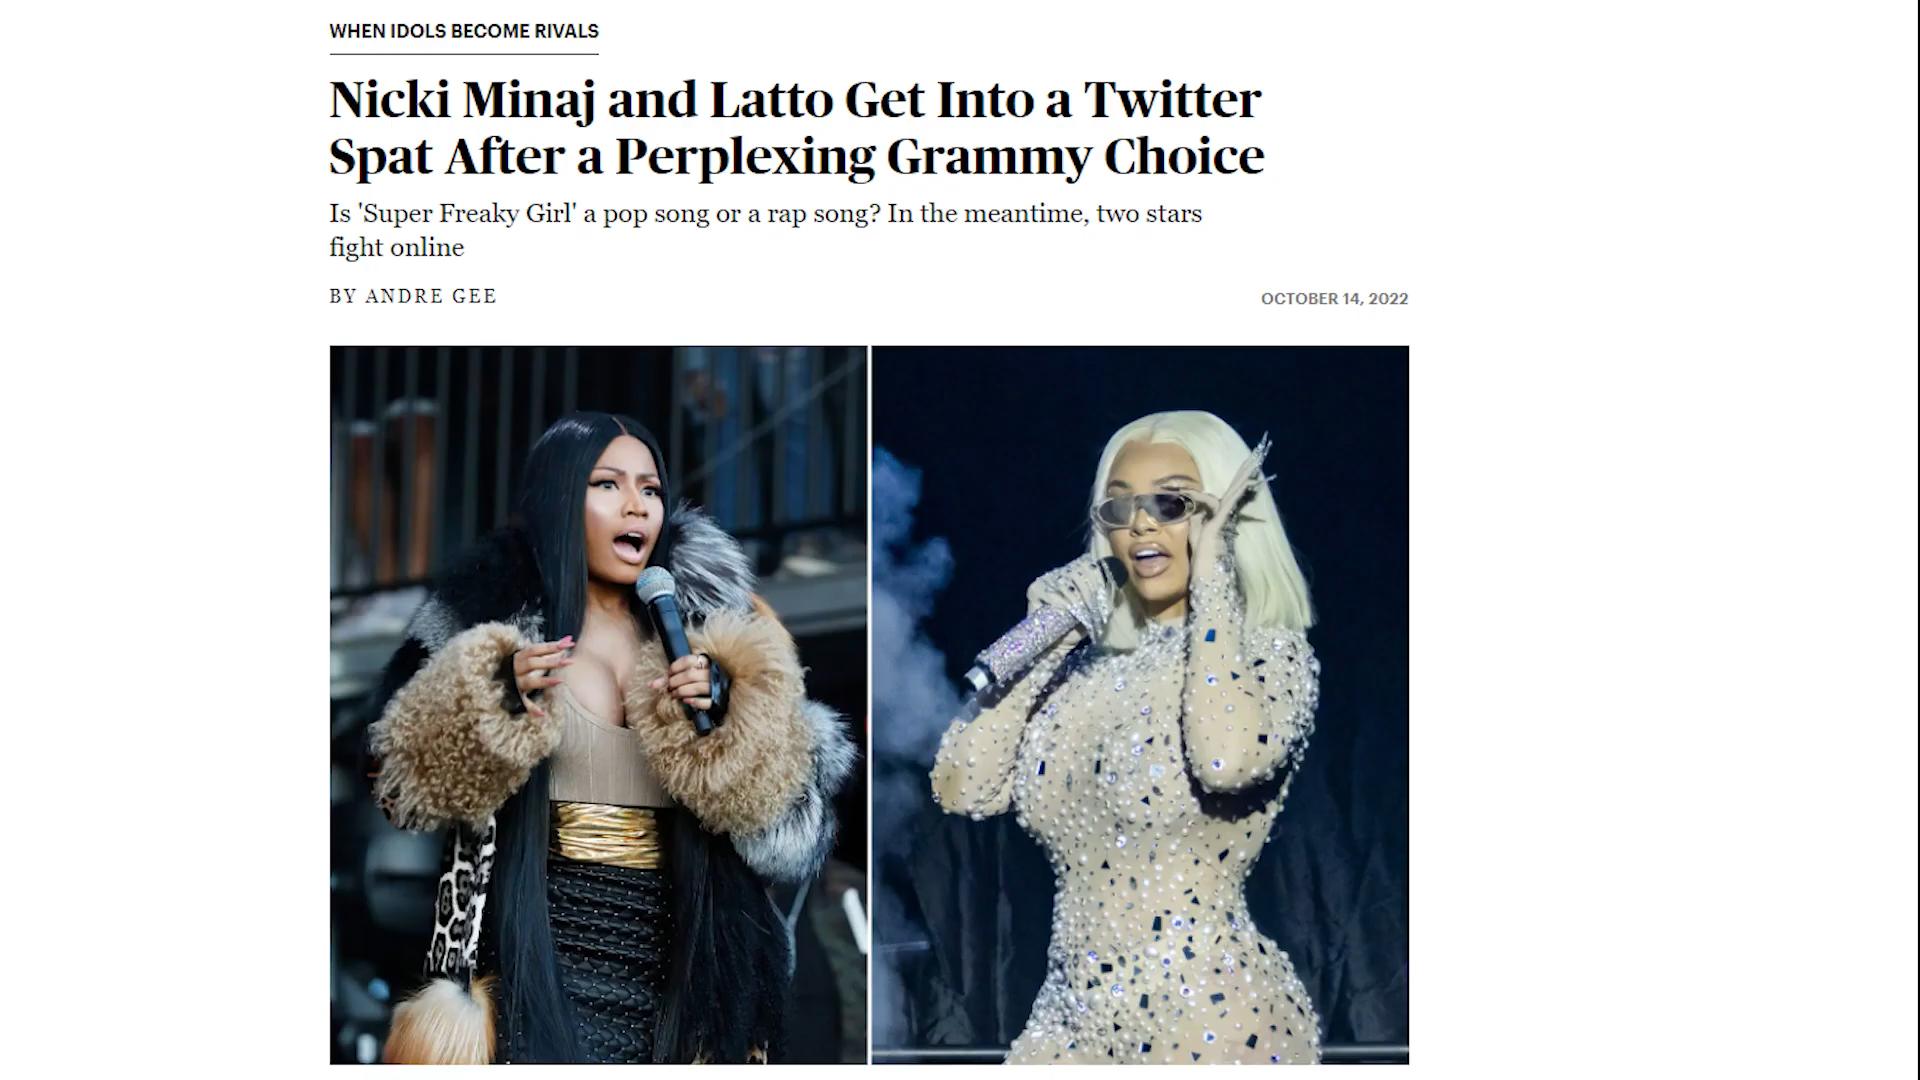 WHEN IDOLS BECOME RIVALS
Nicki Minaj and Latto Get Into a Twitter
Spat After a Perplexing Grammy Choice
Is 'Super Freaky Girl' a pop song or a rap song? In the meantime, two stars
fight online
BY ANDRE GEE
OCTOBER 14, 2022